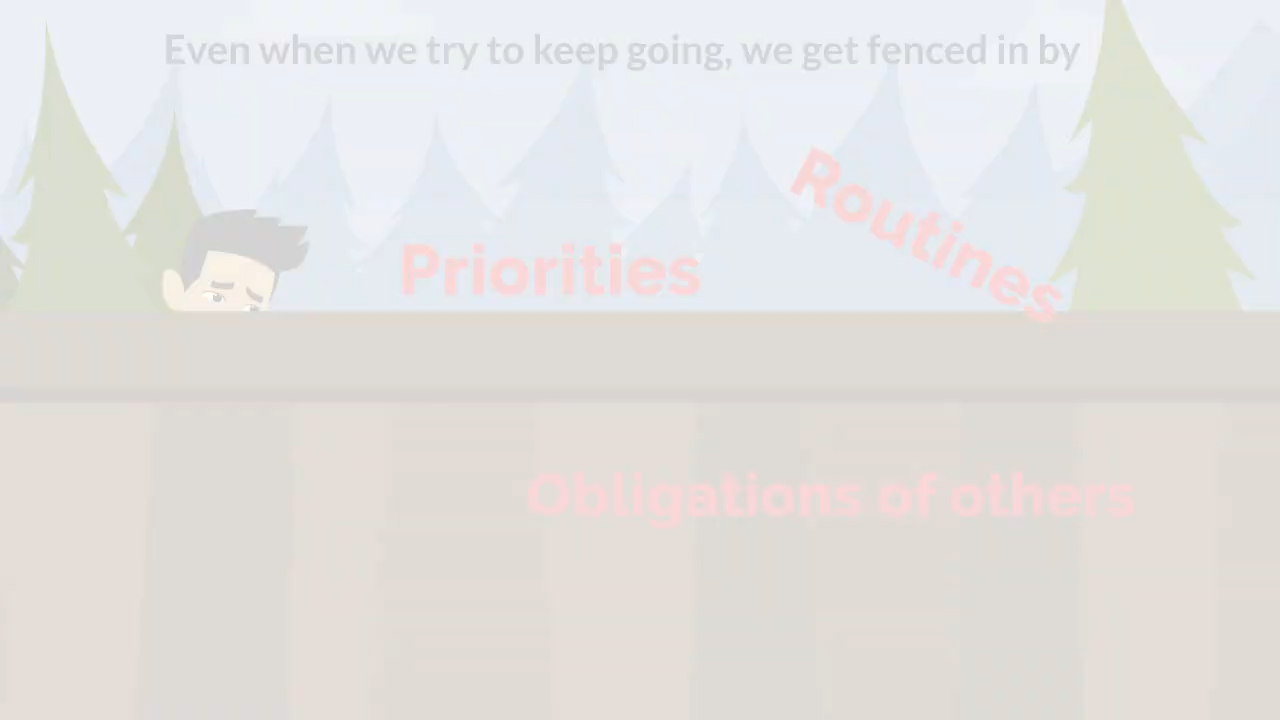 Even when we try to keep going, we get fenced in by
Routines
Priorities
Obligations of others